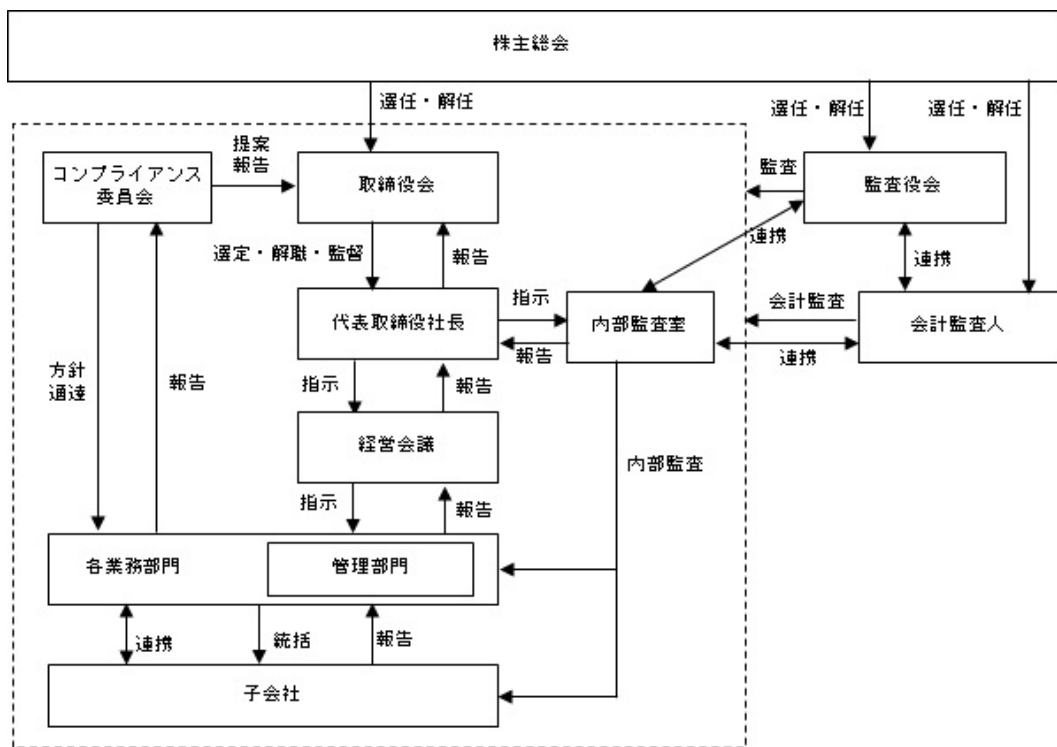 株主総会
選任・解任
選任・解任
選任・解任
提案
報告
コンプライアンス
委員会
取締役会
監査
監査役会
選定・解職・監督
報告
連携
連携
代表取締役社長
指示
報告
内部監査室
会計監査
連携
会計監査人
方針
通達
報告
指示
報告
経営会議
内部監査
指示
報告
各業務部門
管理部門
連携
統括
報告
子会社